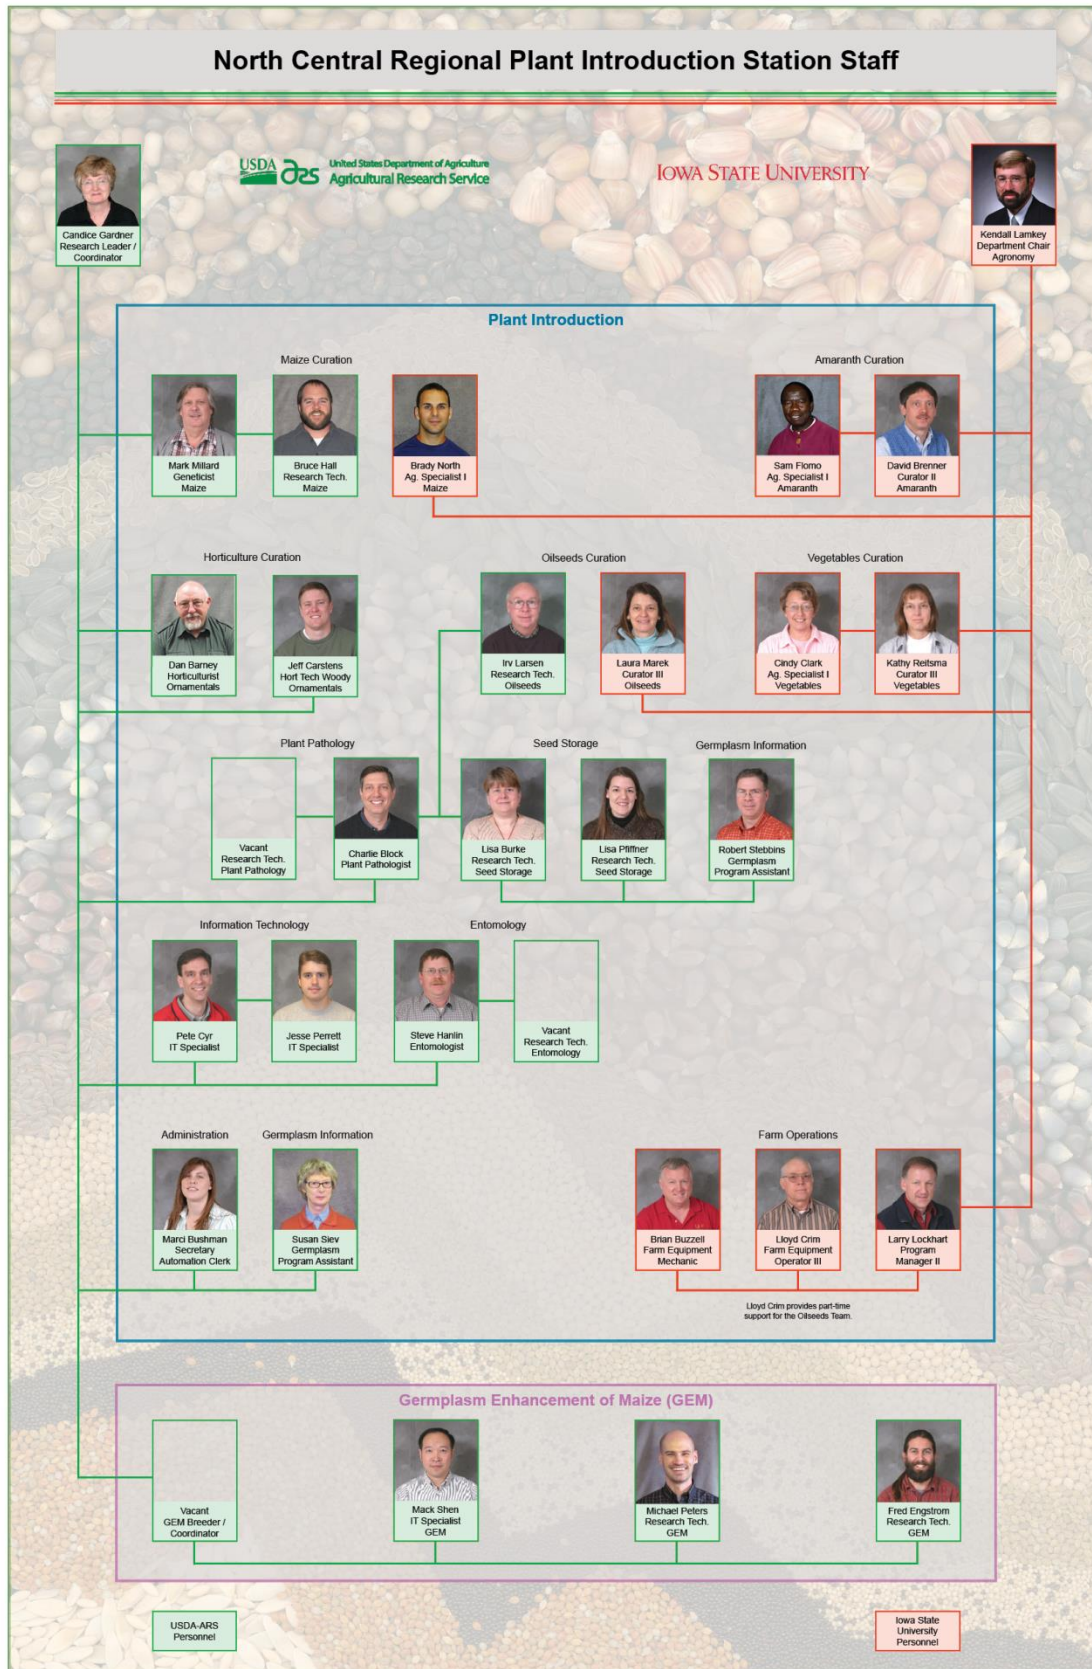 North Central Regional Plant Introduction Station Staff
USDA ars
United States Department of Agriculture
Agricultural Research Service
IOWA STATE UNIVERSITY
Candice Gardner
Research Leader /
Coordinator
Kendall Lamkey
Department Chair
Agronomy
Plant Introduction
Maize Curation
Amaranth Curation
Mark Millard
Geneticist
Maize
Bruce Hall
Research Tech.
Maize
Brady North
Ag. Specialist I
Maize
Sam Flomo
Ag. Specialist I
Amaranth
David Brenner
Curator II
Amaranth
Horticulture Curation
Oilseeds Curation
Vegetables Curation
Dan Barney
Horticulturist
Ornamentals
Jeff Carstens
Hort Tech Woody
Ornamentals
Irv Larsen
Research Tech.
Oilseeds
Laura Marek
Curator III
Oilseeds
Cindy Clark
Ag. Specialist I
Vegetables
Kathy Reitsma
Curator III
Vegetables
Plant Pathology
Seed Storage
Germplasm Information
Vacant
Research Tech.
Plant Pathology
Charlie Block
Plant Pathologist
Lisa Burke
Research Tech.
Seed Storage
Lisa Pfiffner
Research Tech.
Seed Storage
Robert Stebbins
Germplasm
Program Assistant
Information Technology
Entomology
Pete Cyr
IT Specialist
Jesse Perrett
IT Specialist
Steve Hanlin
Entomologist
Vacant
Research Tech.
Entomology
Administration
Germplasm Information
Farm Operations
Marci Bushman
Secretary
Automation Clerk
Susan Siev
Germplasm
Program Assistant
Brian Buzzell
Farm Equipment
Mechanic
Lloyd Crim
Farm Equipment
Operator III
Larry Lockhart
Program
Manager II
Lloyd Crim provides part-time
support for the Oilseeds Team.
Germplasm Enhancement of Maize (GEM)
Vacant
GEM Breeder /
Coordinator
Mack Shen
IT Specialist
GEM
Michael Peters
Research Tech.
GEM
Fred Engstrom
Research Tech.
GEM
USDA-ARS
Personnel
Iowa State
University
Personnel